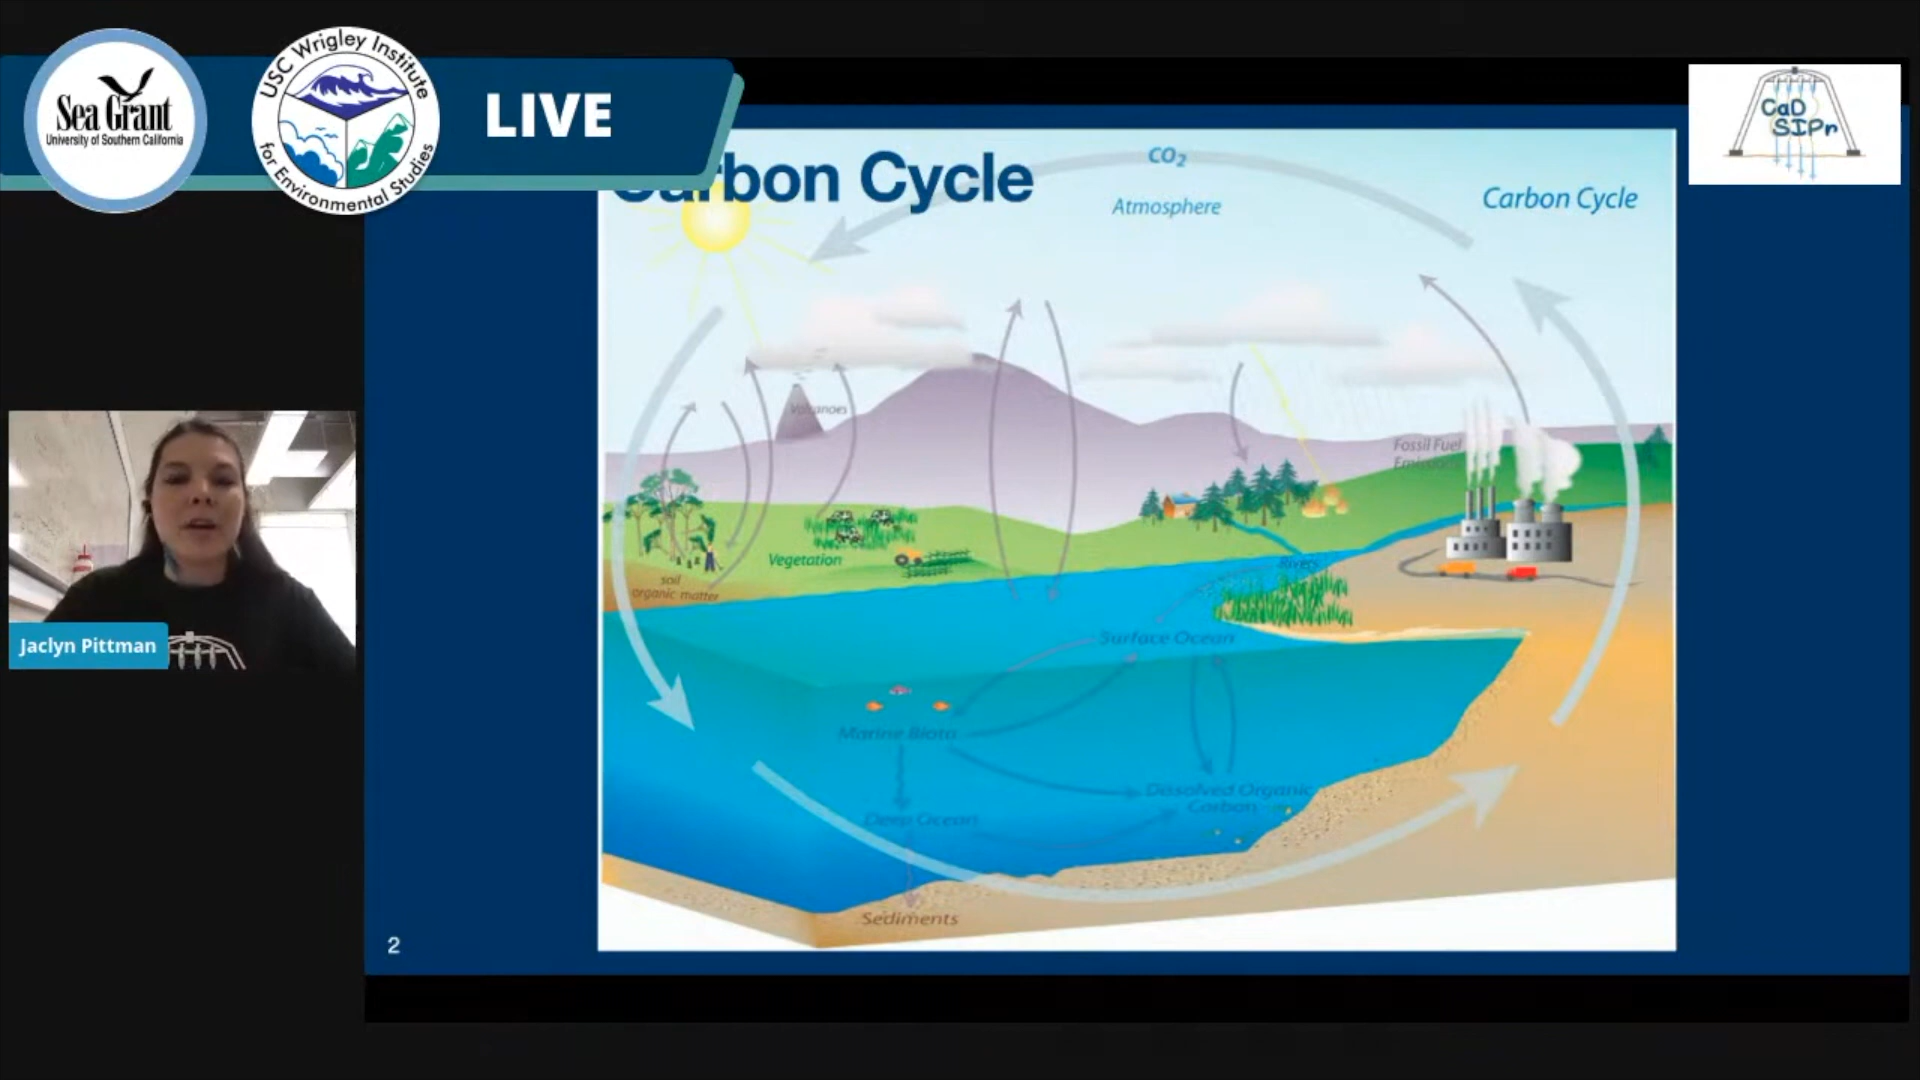 Sea Grant
University of Southern California
USC Wrigley Institute
for Environmental Studies
LIVE
CaD
SIPn
Carbon Cycle
CO2
Atmosphere
Carbon Cycle
Volcanoes
Fossil Fuel
Emissions
Vegetation
soil
organic matter
Rivers
Surface Ocean
Jaclyn Pittman
Marine Biota
Dissolved Organic
Carbon
Deep Ocean
Sediments
2